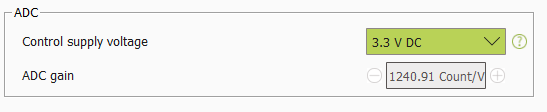 ADC
Control supply voltage 3.3 V DC ?
ADC gain 1240.91 Count/V